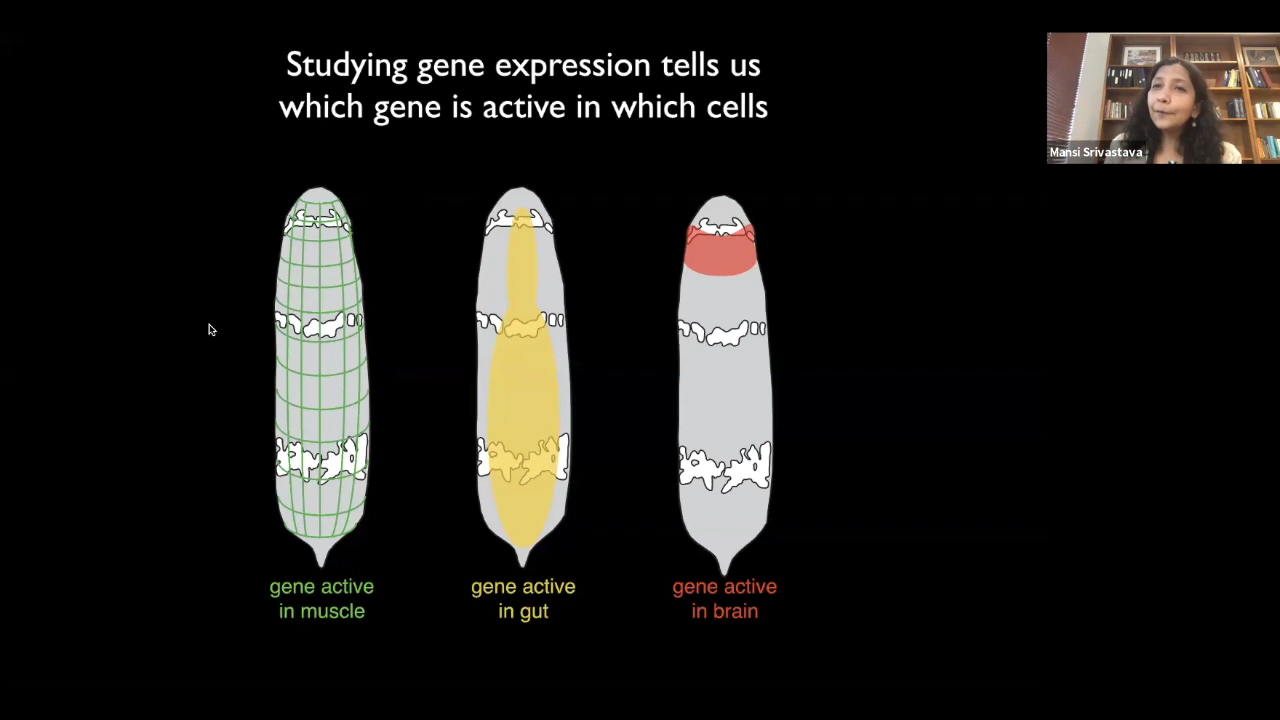 Studying gene expression tells us
which gene is active in which cells
Mansi Srivastava
gene active
in muscle
gene active
in gut
gene active
in brain